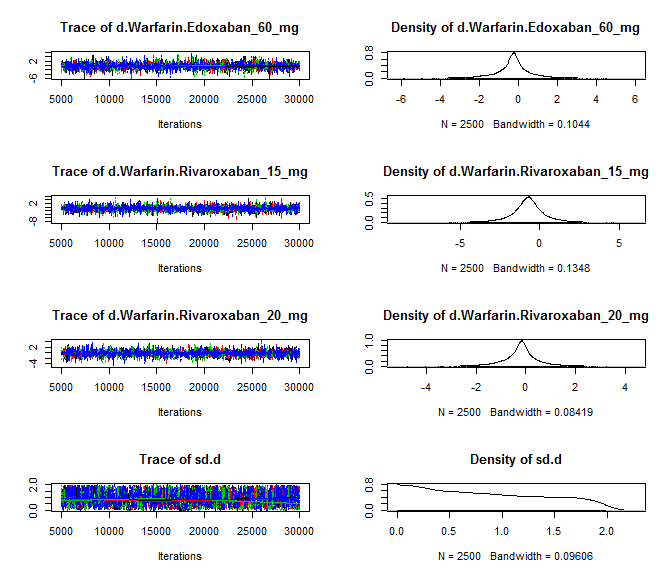 Trace of d.Warfarin.Edoxaban_60_mg
2
-6
5000 10000 15000 20000 25000 30000
Iterations
Density of d.Warfarin.Edoxaban_60_mg
0.8
0.0
-6 -4 -2 0 2 4 6
N = 2500 Bandwidth = 0.1044
Trace of d.Warfarin.Rivaroxaban_15_mg
2
-8
5000 10000 15000 20000 25000 30000
Iterations
Density of d.Warfarin.Rivaroxaban_15_mg
0.5
0.0
-5 0 5
N = 2500 Bandwidth = 0.1348
Trace of d.Warfarin.Rivaroxaban_20_mg
2
-4
5000 10000 15000 20000 25000 30000
Iterations
Density of d.Warfarin.Rivaroxaban_20_mg
1.0
0.0
-4 -2 0 2 4
N = 2500 Bandwidth = 0.08419
Trace of sd.d
2.0
0.0
5000 10000 15000 20000 25000 30000
Iterations
Density of sd.d
0.8
0.0
0.0 0.5 1.0 1.5 2.0
N = 2500 Bandwidth = 0.09606